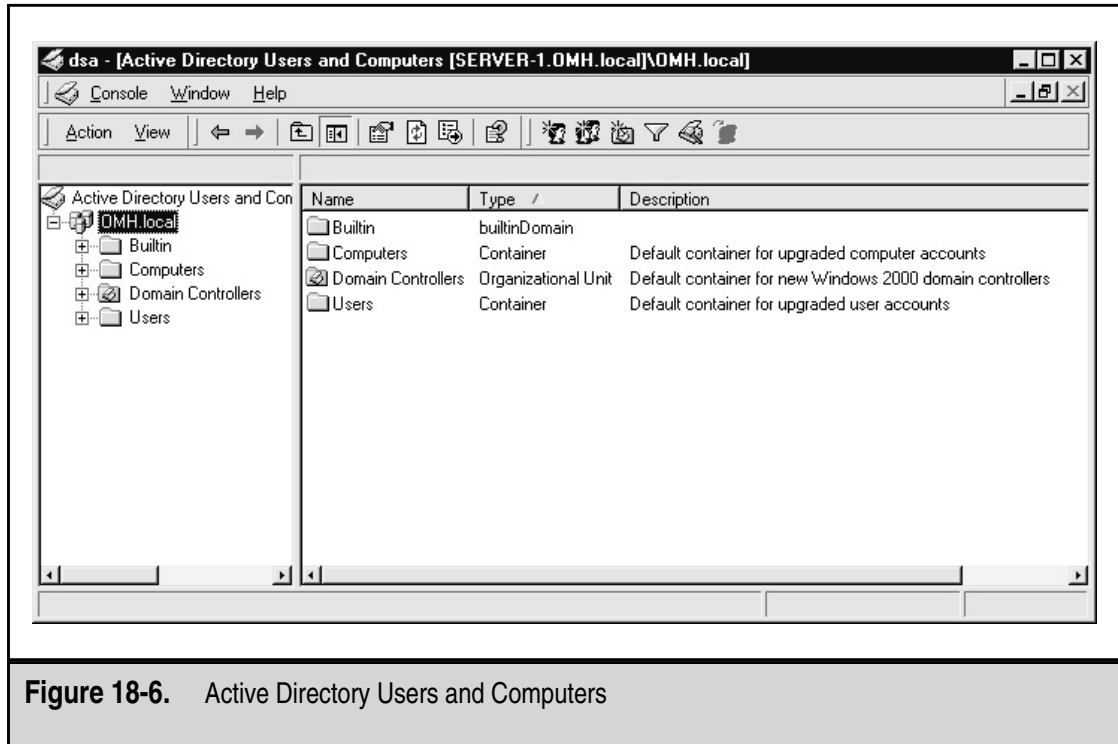 dsa - [Active Directory Users and Computers [SERVER-1.OMH.local]\OMH.local]
Console Window Help
Action View
Active Directory Users and Con
OMH.local
Builtin
Computers
Domain Controllers
Users
Name Type Description
Builtin builtinDomain
Computers Container Default container for upgraded computer accounts
Domain Controllers Organizational Unit Default container for new Windows 2000 domain controllers
Users Container Default container for upgraded user accounts
Figure 18-6. Active Directory Users and Computers